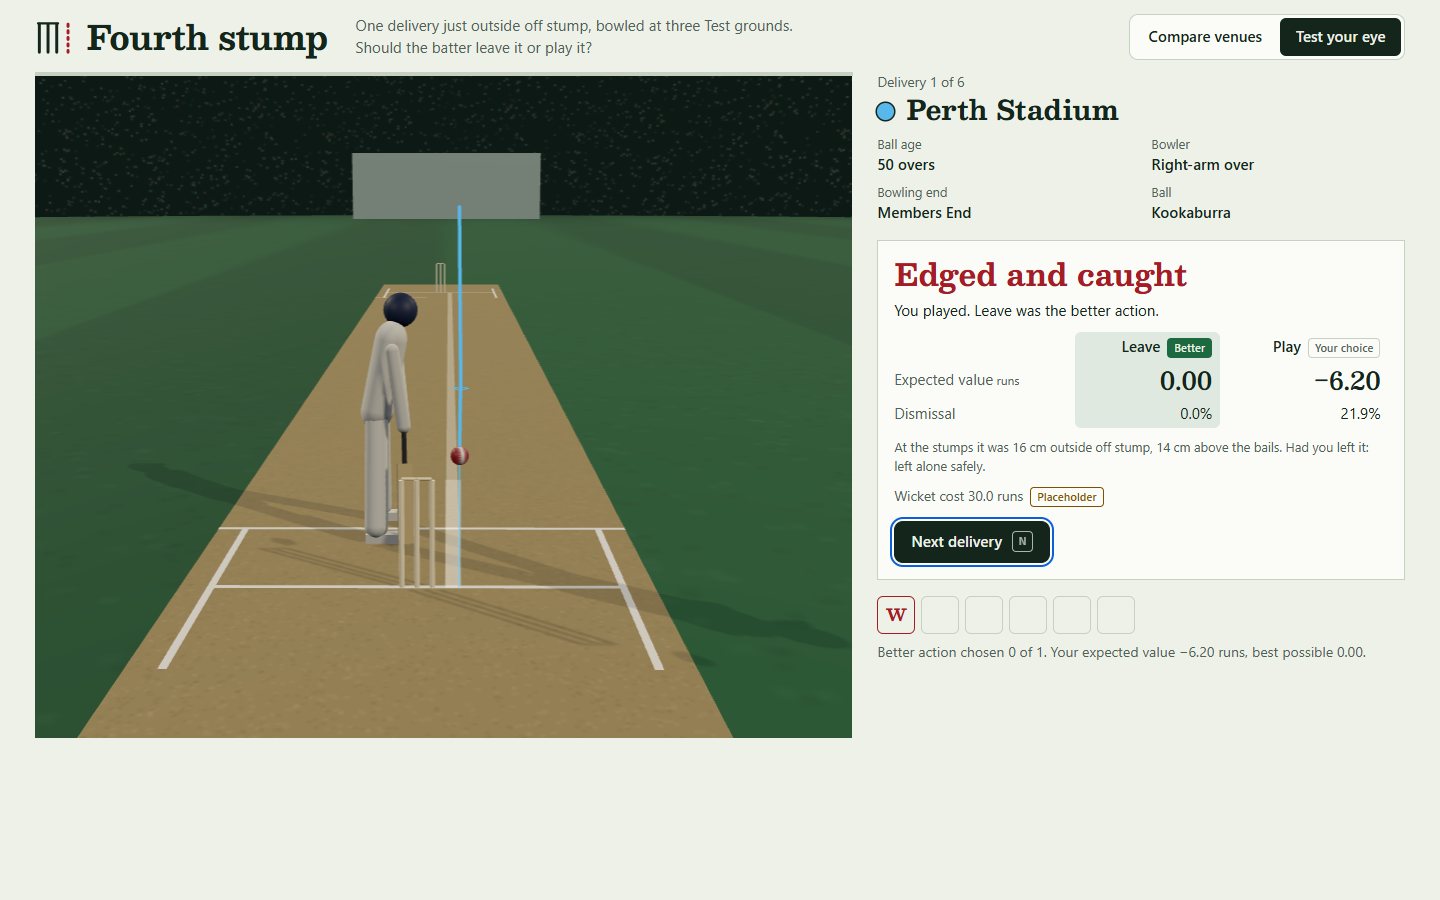 Fourth stump
One delivery just outside off stump, bowled at three Test grounds.
Should the batter leave it or play it?
Compare venues
Test your eye
Delivery 1 of 6
Perth Stadium
Ball age
50 overs
Bowler
Right-arm over
Bowling end
Members End
Ball
Kookaburra
Edged and caught
You played. Leave was the better action.
Leave Better
Play Your choice
Expected value runs
0.00
−6.20
Dismissal
0.0%
21.9%
At the stumps it was 16 cm outside off stump, 14 cm above the bails. Had you left it:
left alone safely.
Wicket cost 30.0 runs Placeholder
Next delivery N
W
Better action chosen 0 of 1. Your expected value −6.20 runs, best possible 0.00.